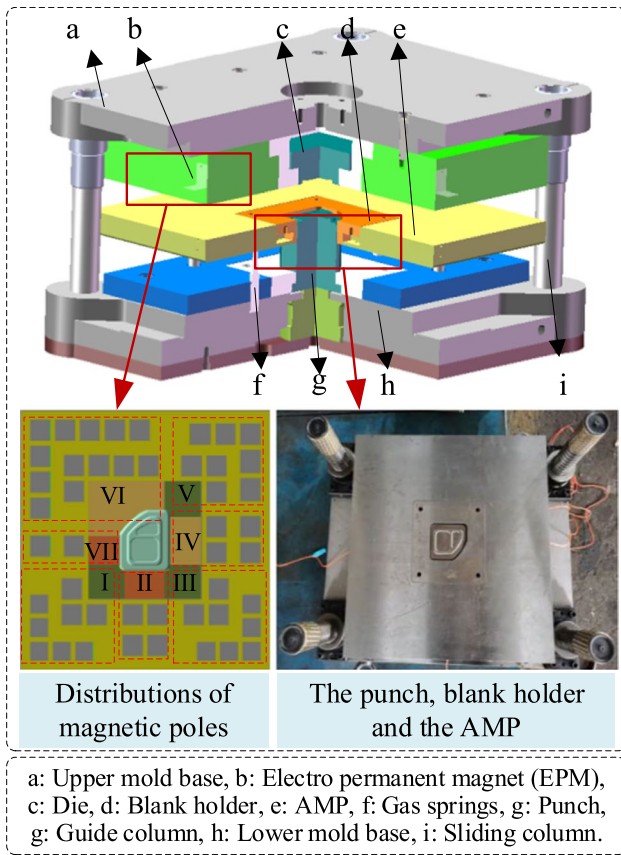 a b c d e
f g h i
VI V
IV
VII
I II III
Distributions of
magnetic poles
The punch, blank holder
and the AMP
a: Upper mold base, b: Electro permanent magnet (EPM),
c: Die, d: Blank holder, e: AMP, f: Gas springs, g: Punch,
g: Guide column, h: Lower mold base, i: Sliding column.